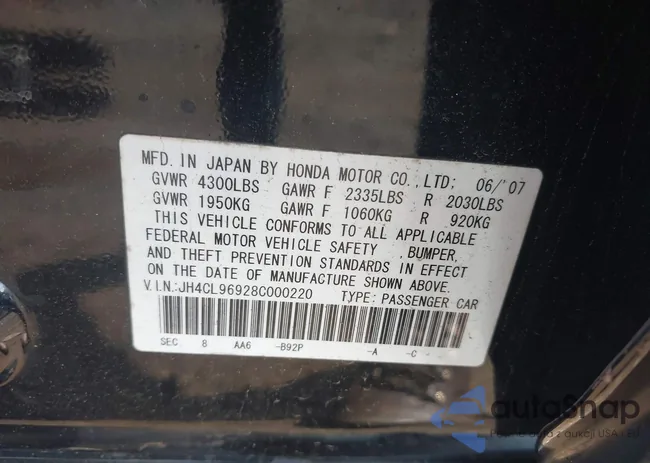 MFD. IN JAPAN BY HONDA MOTOR CO.,LTD: 06/'07
GVWR 4300LBS GAWR F 2335LBS R 2030LBS
GVWR 1950KG GAWR F 1060KG R 920KG
THIS VEHICLE CONFORMS TO ALL APPLICABLE
FEDERAL MOTOR VEHICLE SAFETY ,BUMPER,
AND THEFT PREVENTION STANDARDS IN EFFECT
ON THE DATE OF MANUFACTURE SHOWN ABOVE.
V.I.N.:JH4CL96928C000220 TYPE: PASSENGER CAR
SEC 8 AA6 -B92P -A -C -
autoSnap
z aukcji USA